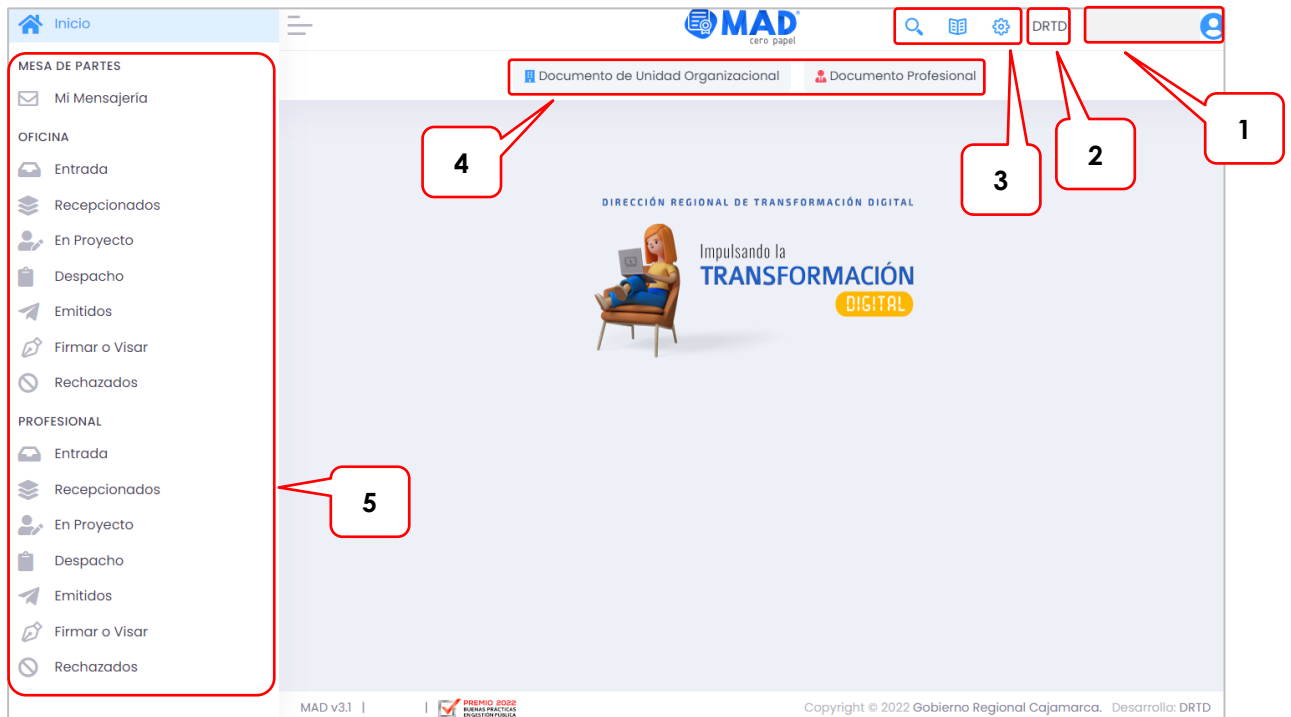 Inicio
MAD
cero papel
DRTD
MESA DE PARTES
Mi Mensajería
Documento de Unidad Organizacional
Documento Profesional
OFICINA
Entrada
Recepcionados
En Proyecto
Despacho
Emitidos
Firmar o Visar
Rechazados
PROFESIONAL
Entrada
Recepcionados
En Proyecto
Despacho
Emitidos
Firmar o Visar
Rechazados
1
2
3
4
5
DIRECCIÓN REGIONAL DE TRANSFORMACIÓN DIGITAL
Impulsando la
TRANSFORMACIÓN
DIGITAL
MAD v3.1 | |
PREMIO 2022
BUENAS PRÁCTICAS
EN GESTIÓN PÚBLICA
Copyright © 2022 Gobierno Regional Cajamarca. Desarrollo: DRTD